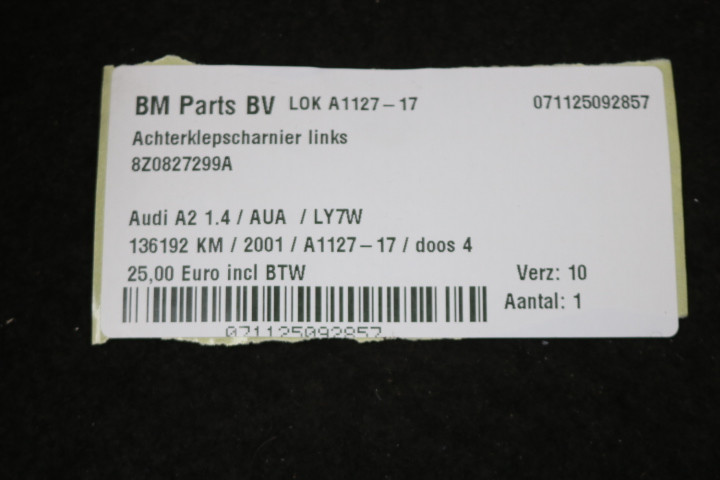 BM Parts BV LOK A1127-17 071125092857
Achterklepscharnier links
8Z0827299A
Audi A2 1.4 / AUA / LY7W
136192 KM / 2001 / A1127-17 / doos 4
25,00 Euro incl BTW Verz: 10
Aantal: 1
071125092857